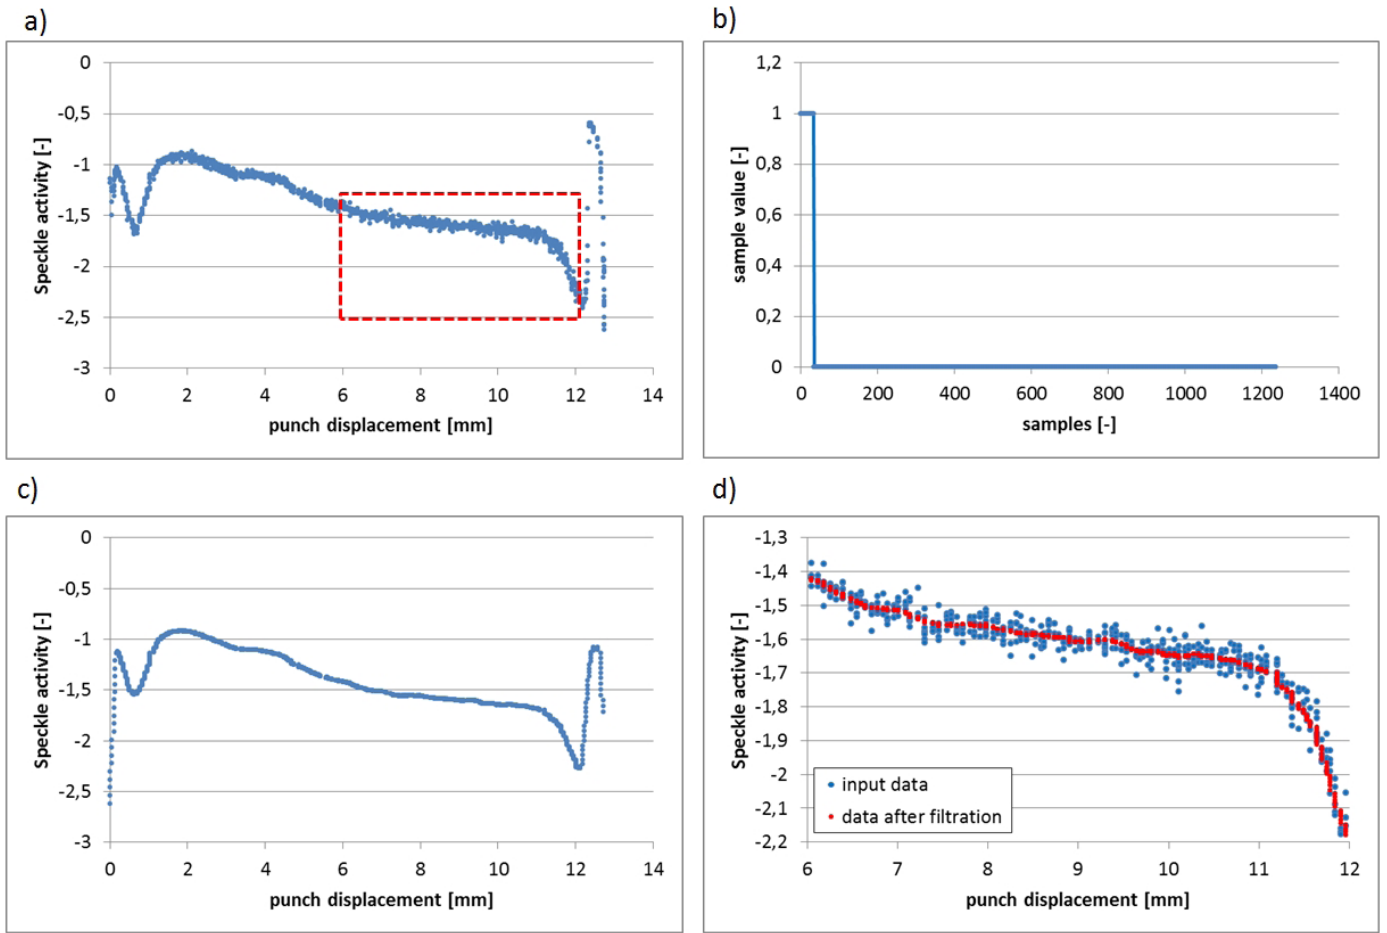 a)
0
-0,5
-1
-1,5
-2
-2,5
-3
Speckle activity [-]
0 2 4 6 8 10 12 14
punch displacement [mm]
b)
1,2
1
0,8
0,6
0,4
0,2
0
sample value [-]
0 200 400 600 800 1000 1200 1400
samples [-]
c)
0
-0,5
-1
-1,5
-2
-2,5
-3
Speckle activity [-]
0 2 4 6 8 10 12 14
punch displacement [mm]
d)
-1,3
-1,4
-1,5
-1,6
-1,7
-1,8
-1,9
-2
-2,1
-2,2
Speckle activity [-]
input data
data after filtration
6 7 8 9 10 11 12
punch displacement [mm]